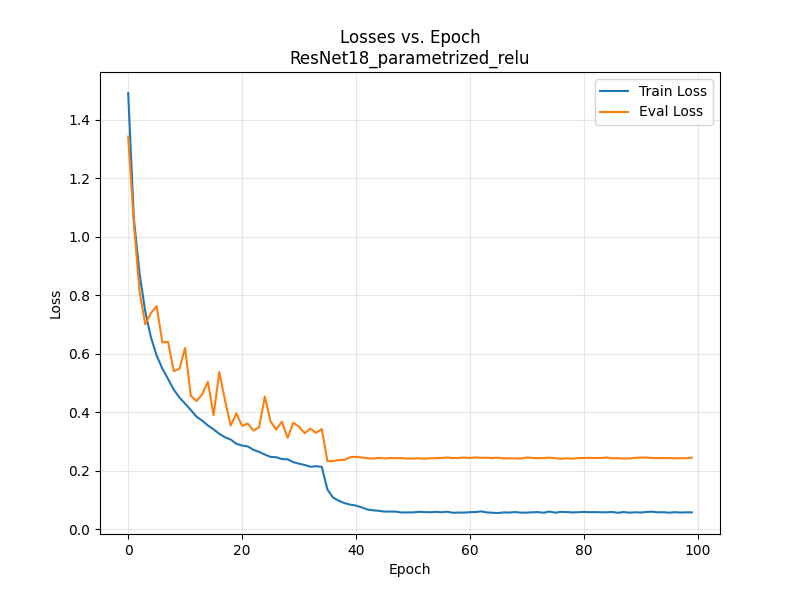 Losses vs. Epoch
ResNet18_parametrized_relu
Train Loss
Eval Loss
1.4
1.2
1.0
0.8
0.6
0.4
0.2
0.0
Loss
0
20
40
60
80
100
Epoch